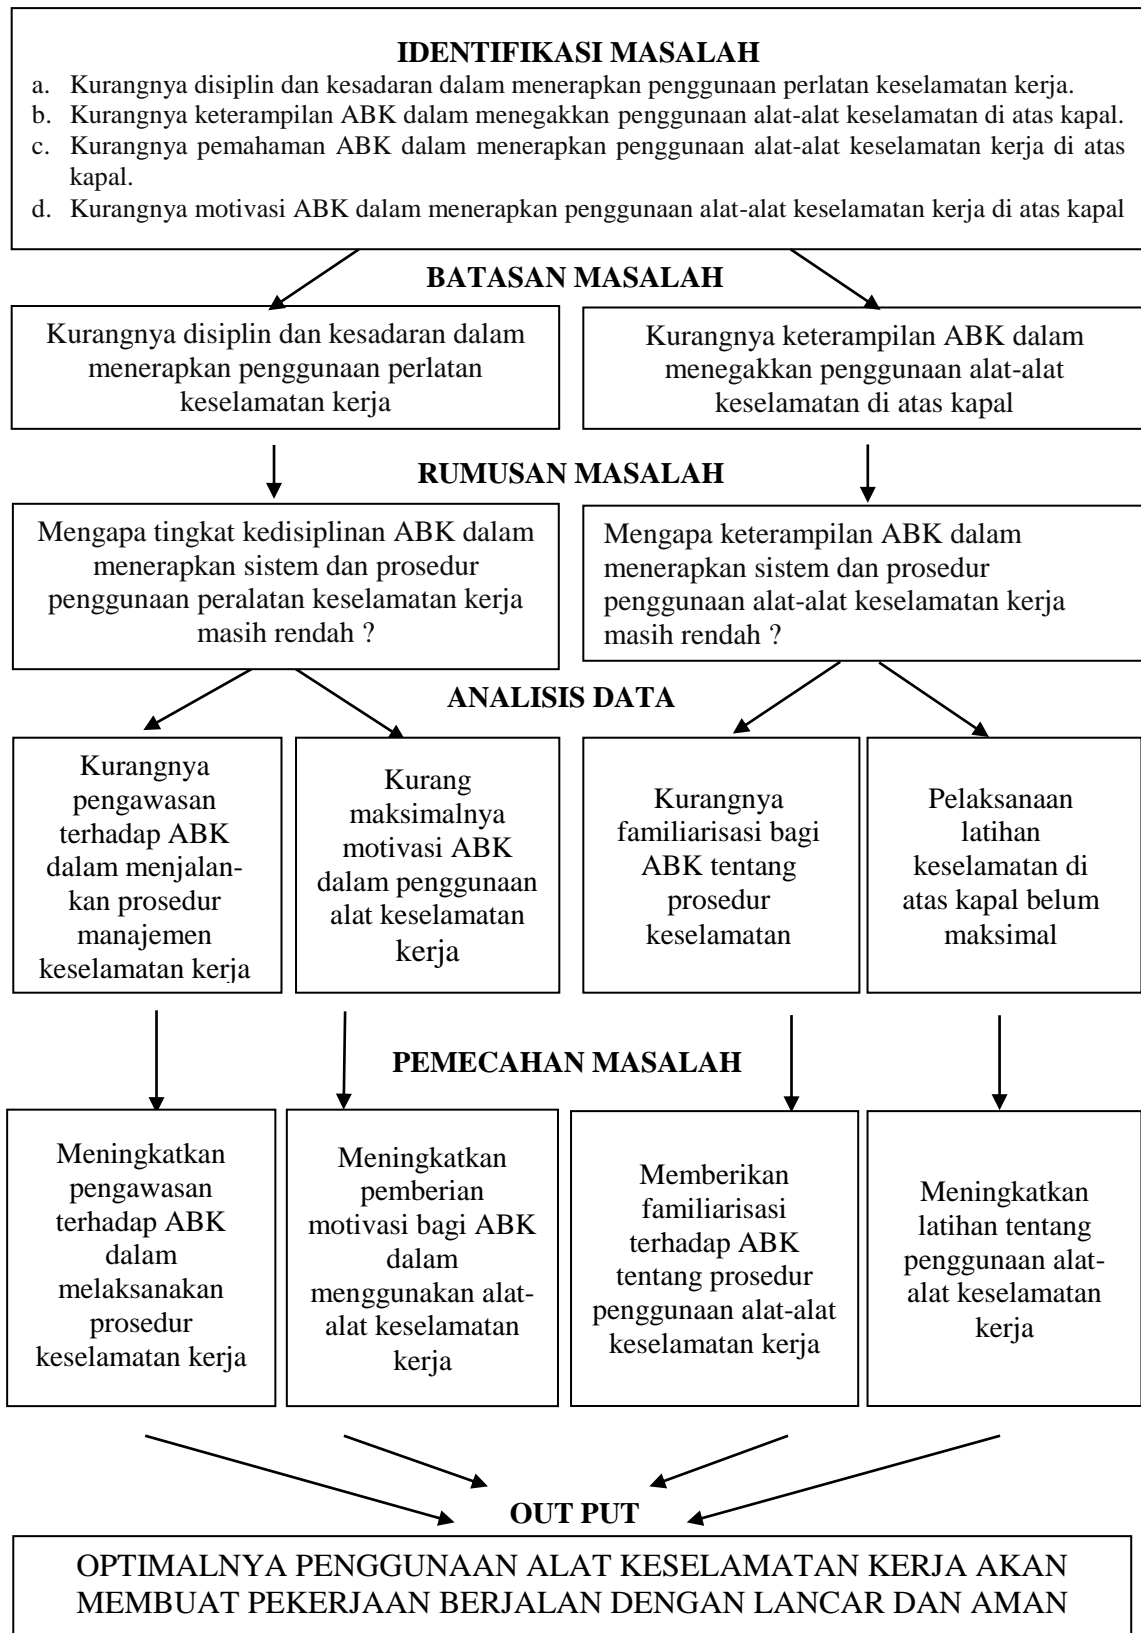 IDENTIFIKASI MASALAH
a. Kurangnya disiplin dan kesadaran dalam menerapkan penggunaan perlatan keselamatan kerja.
b. Kurangnya keterampilan ABK dalam menegakkan penggunaan alat-alat keselamatan di atas kapal.
c. Kurangnya pemahaman ABK dalam menerapkan penggunaan alat-alat keselamatan kerja di atas
kapal.
d. Kurangnya motivasi ABK dalam menerapkan penggunaan alat-alat keselamatan kerja di atas kapal
BATASAN MASALAH
Kurangnya disiplin dan kesadaran dalam
menerapkan penggunaan perlatan
keselamatan kerja
Kurangnya keterampilan ABK dalam
menegakkan penggunaan alat-alat
keselamatan di atas kapal
RUMUSAN MASALAH
Mengapa tingkat kedisiplinan ABK dalam
menerapkan sistem dan prosedur
penggunaan peralatan keselamatan kerja
masih rendah ?
Mengapa keterampilan ABK dalam
menerapkan sistem dan prosedur
penggunaan alat-alat keselamatan kerja
masih rendah ?
ANALISIS DATA
Kurangnya
pengawasan
terhadap ABK
dalam menjalan-
kan prosedur
manajemen
keselamatan kerja
Kurang
maksimalnya
motivasi ABK
dalam penggunaan
alat keselamatan
kerja
Kurangnya
familiarisasi bagi
ABK tentang
prosedur
keselamatan
Pelaksanaan
latihan
keselamatan di
atas kapal belum
maksimal
PEMECAHAN MASALAH
Meningkatkan
pengawasan
terhadap ABK
dalam
melaksanakan
prosedur
keselamatan kerja
Meningkatkan
pemberian
motivasi bagi ABK
dalam
menggunakan alat-
alat keselamatan
kerja
Memberikan
familiarisasi
terhadap ABK
tentang prosedur
penggunaan alat-alat
keselamatan kerja
Meningkatkan
latihan tentang
penggunaan alat-
alat keselamatan
kerja
OUT PUT
OPTIMALNYA PENGGUNAAN ALAT KESELAMATAN KERJA AKAN
MEMBUAT PEKERJAAN BERJALAN DENGAN LANCAR DAN AMAN